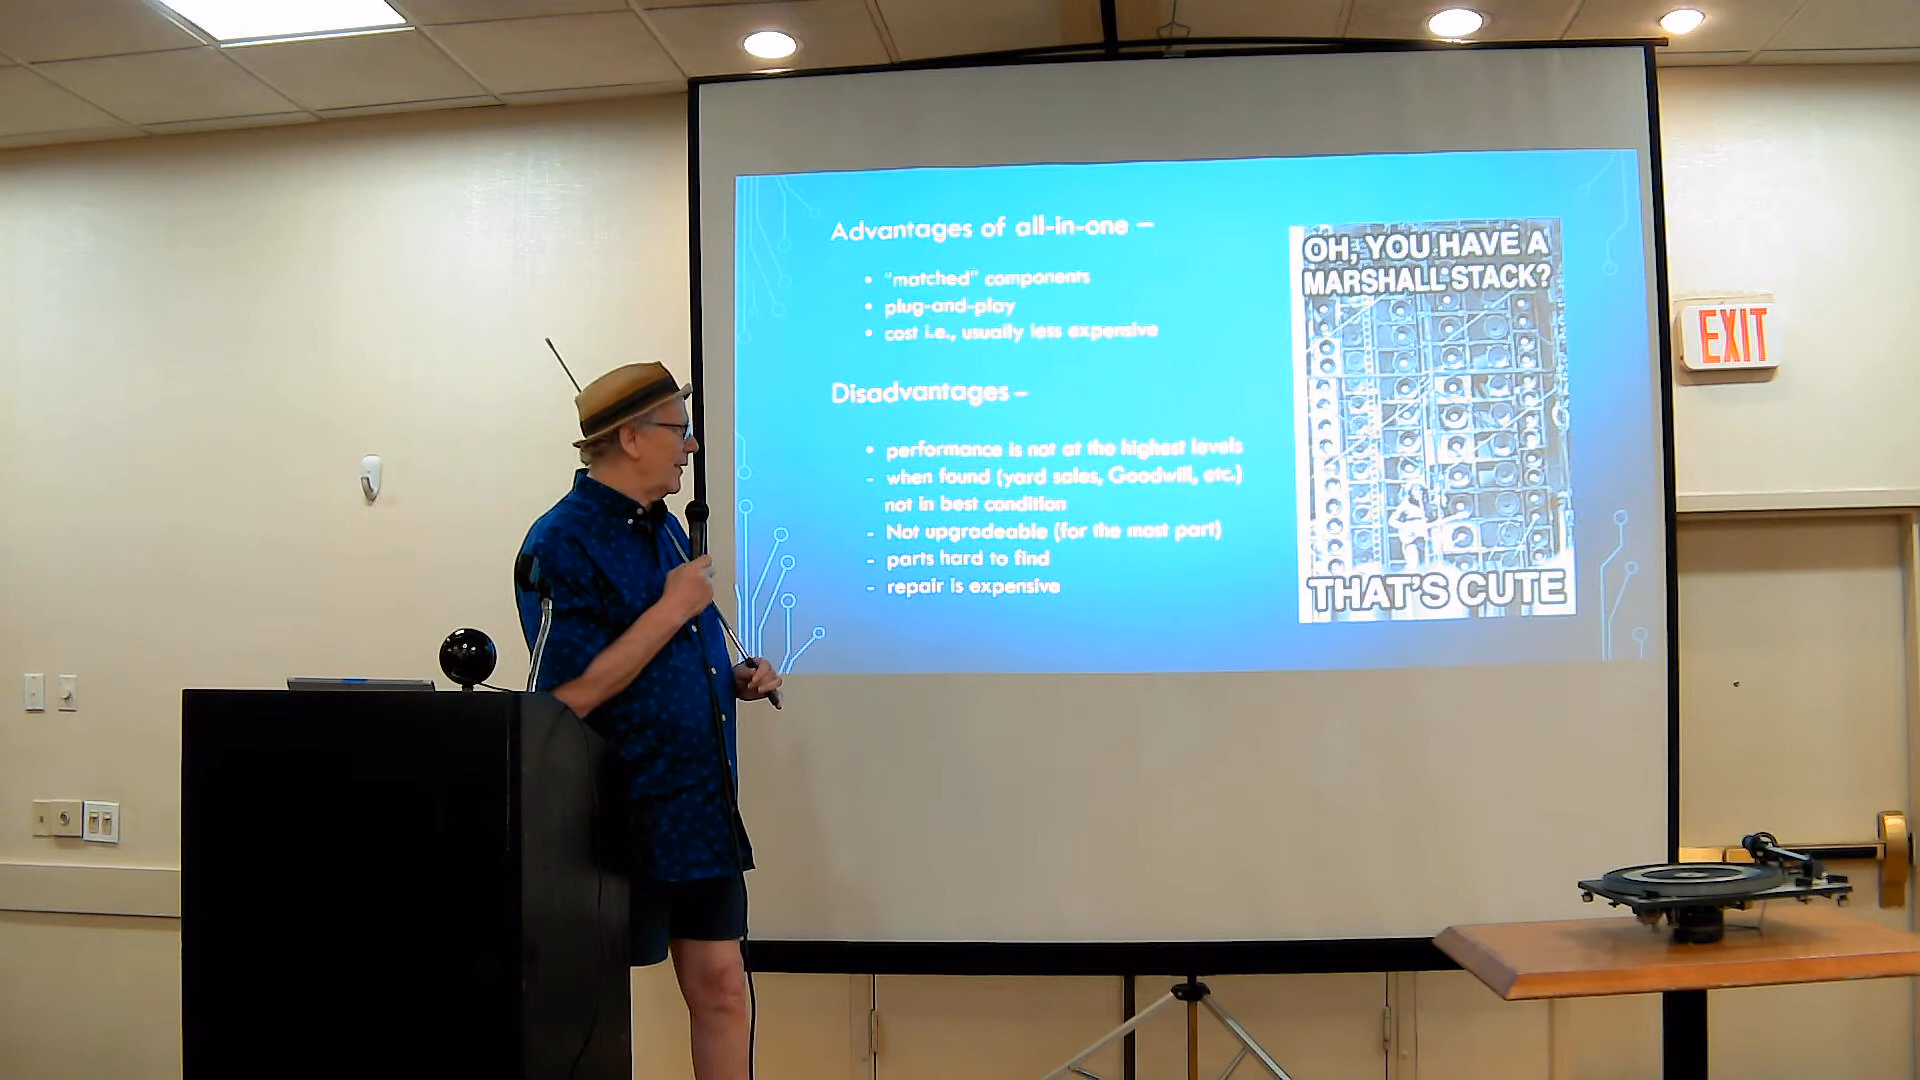 Advantages of all-in-one –
• "matched" components
• plug-and-play
• cost i.e., usually less expensive
Disadvantages –
• performance is not at the highest levels
- when found (yard sales, Goodwill, etc.)
not in best condition
- Not upgradeable (for the most part)
- parts hard to find
- repair is expensive
OH, YOU HAVE A
MARSHALL STACK?
THAT'S CUTE
EXIT